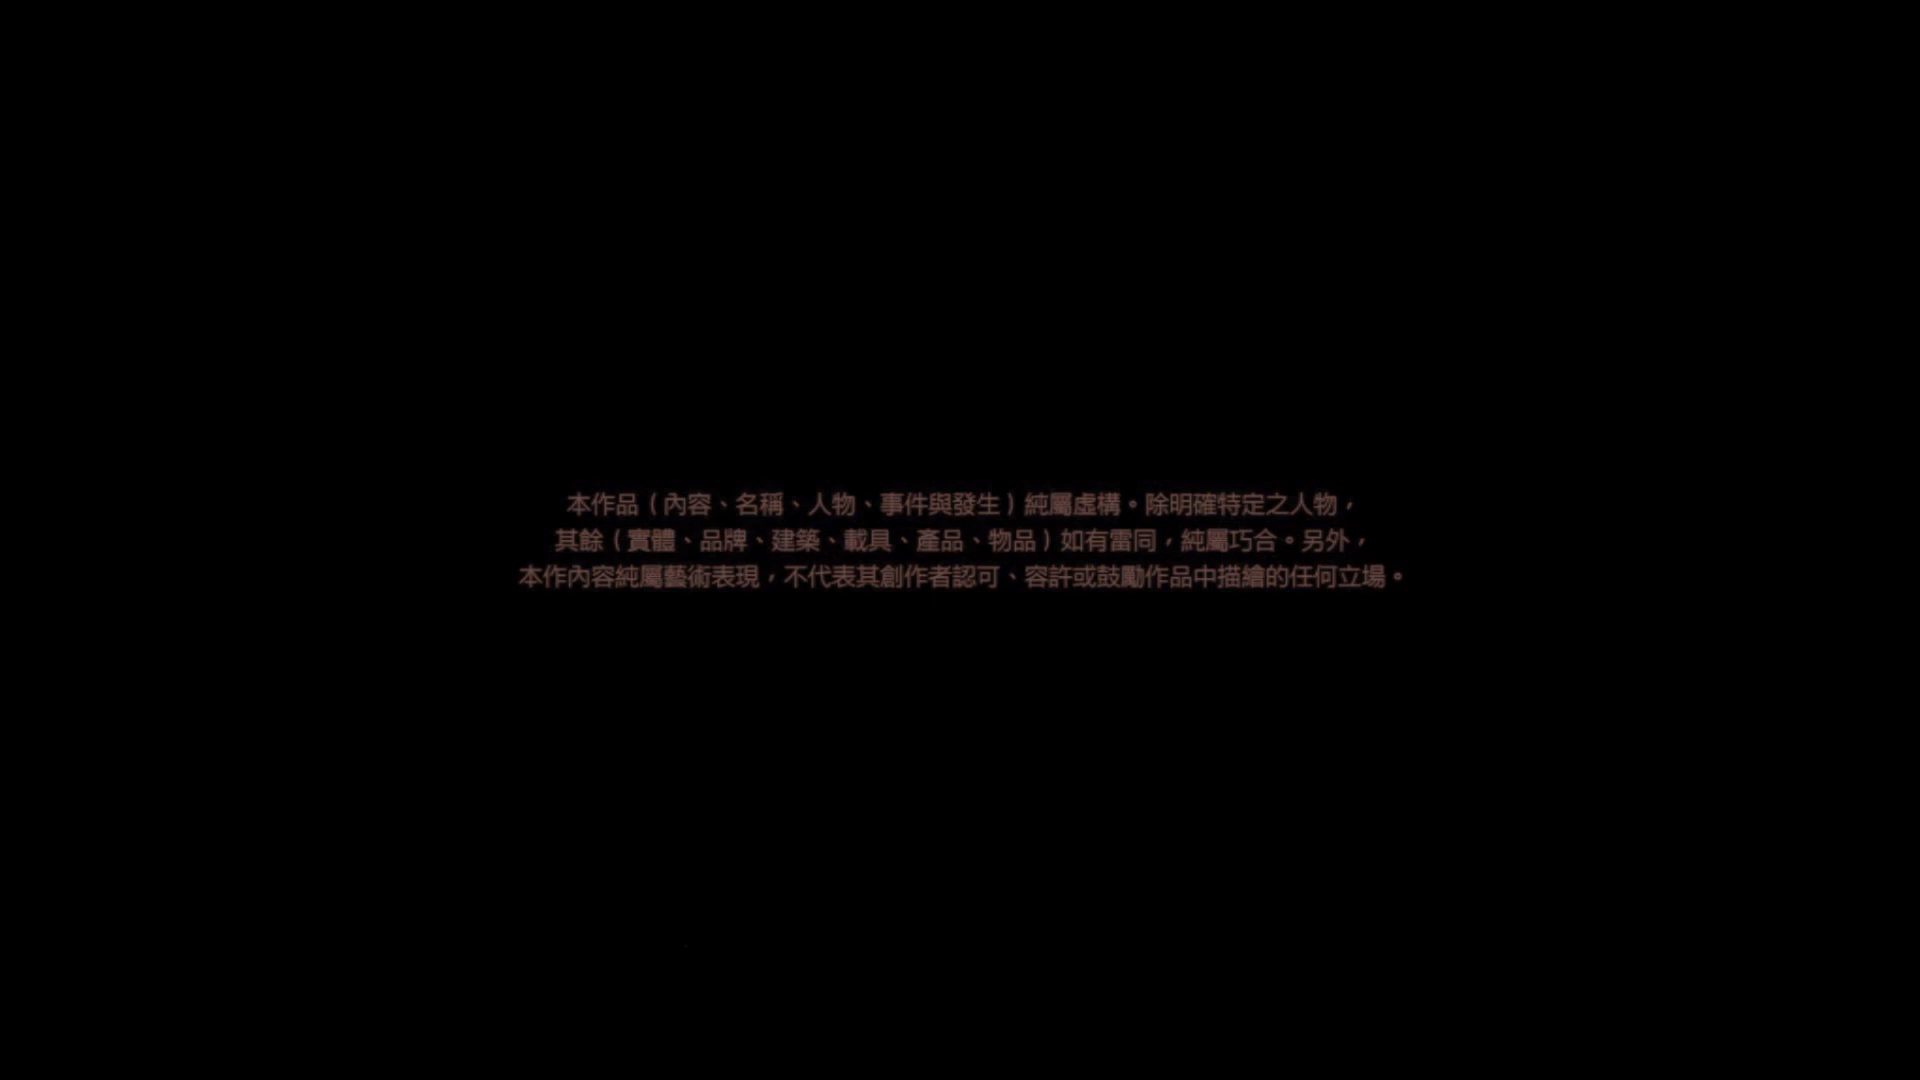 本作品（內容、名稱、人物、事件與發生）純屬虛構。除明確特定之人物，
其餘（實體、品牌、建築、載具、產品、物品）如有雷同，純屬巧合。另外，
本作內容純屬藝術表現，不代表其創作者認可、容許或鼓勵作品中描繪的任何立場。